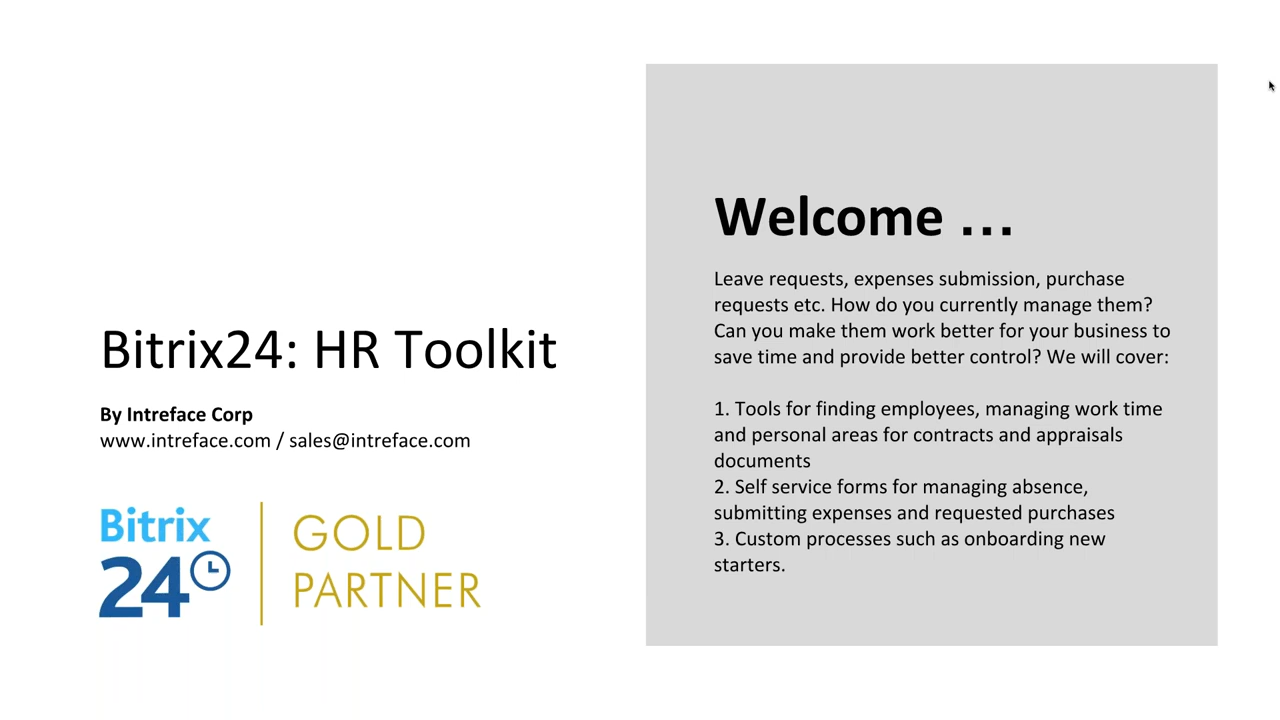 Bitrix24: HR Toolkit
By Intreface Corp
www.intreface.com / sales@intreface.com
Bitrix
24
GOLD
PARTNER
Welcome ...
Leave requests, expenses submission, purchase
requests etc. How do you currently manage them?
Can you make them work better for your business to
save time and provide better control? We will cover:
1. Tools for finding employees, managing work time
and personal areas for contracts and appraisals
documents
2. Self service forms for managing absence,
submitting expenses and requested purchases
3. Custom processes such as onboarding new
starters.